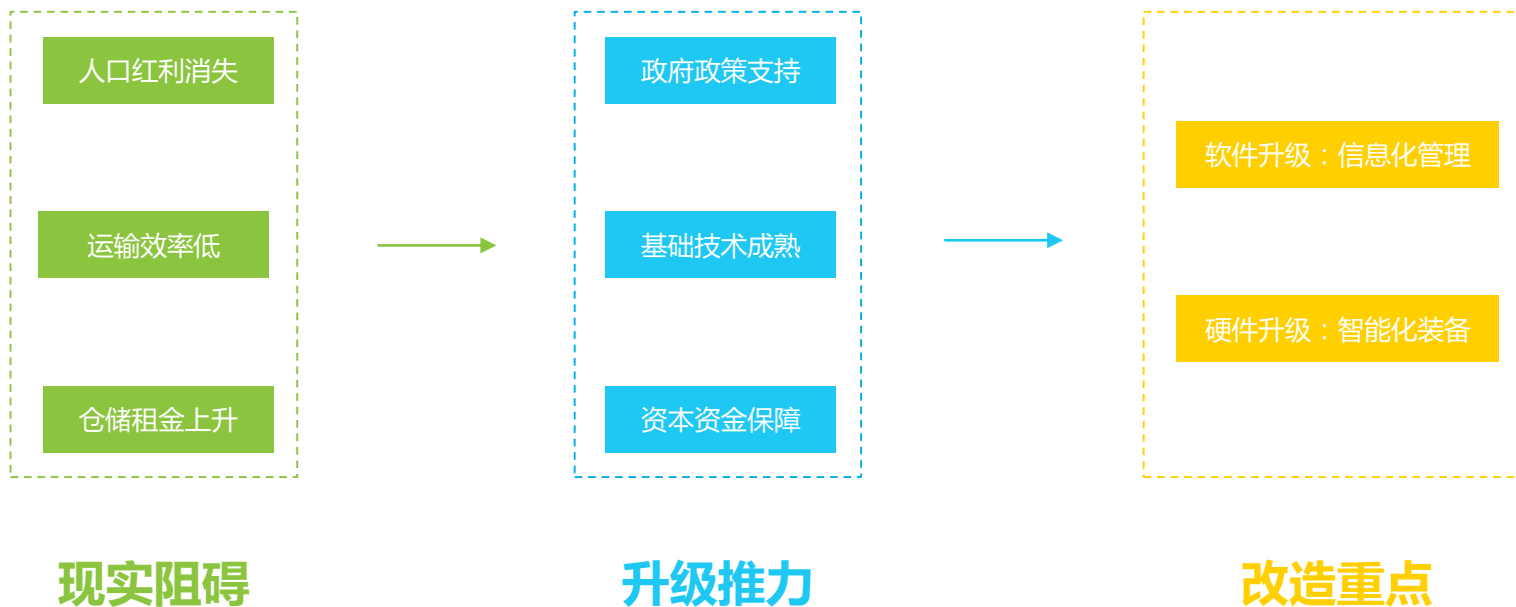 人口红利消失
运输效率低
仓储租金上升
现实阻碍
政府政策支持
基础技术成熟
资本资金保障
升级推力
软件升级：信息化管理
硬件升级：智能化装备
改造重点